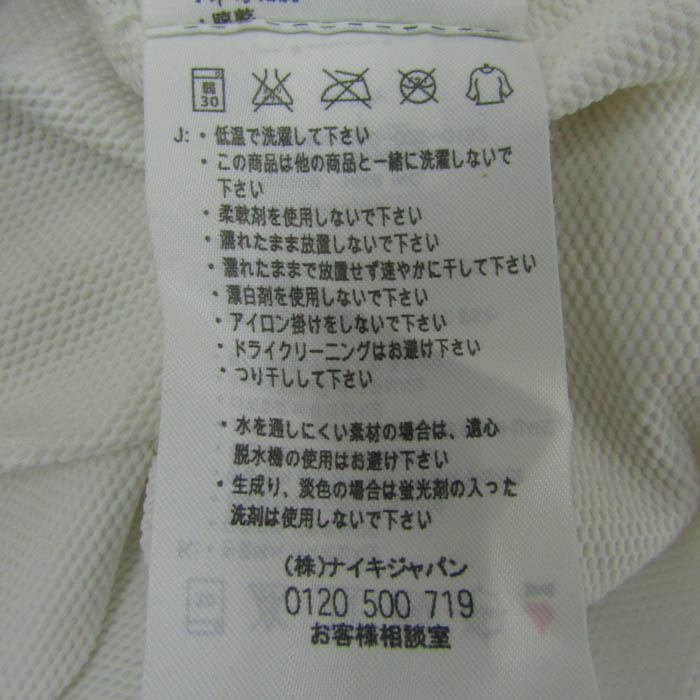 ・晾乾
弱
30
J: ・低温で洗濯して下さい
・この商品は他の商品と一緒に洗濯しないで
下さい
・柔軟剤を使用しないで下さい
・濡れたまま放置しないで下さい
・濡れたままで放置せず速やかに干して下さい
・漂白剤を使用しないで下さい
・アイロン掛けをしないで下さい
・ドライクリーニングはお避け下さい
・つり干しして下さい
・水を通しにくい素材の場合は、遠心
脱水機の使用はお避け下さい
・生成り、淡色の場合は蛍光剤の入った
洗剤は使用しないで下さい
(株)ナイキジャパン
0120 500 719
お客様相談室